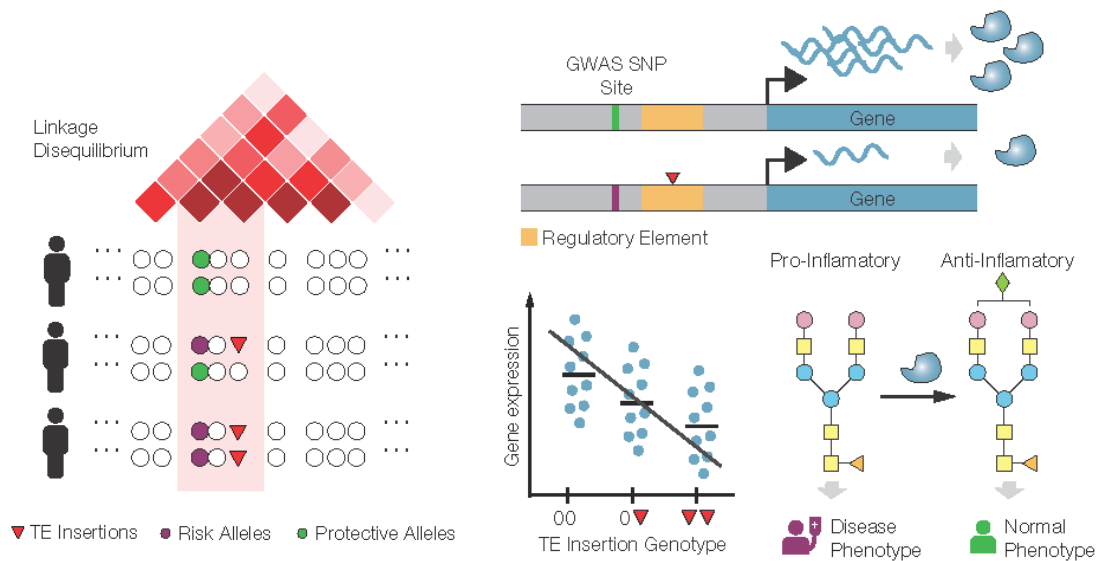 Linkage
Disequilibrium
...
...
...
...
...
...
...
...
...
...
...
...
TE Insertions
Risk Alleles
Protective Alleles
GWAS SNP
Site
Gene
Gene
Regulatory Element
Gene expression
00
0
TE Insertion Genotype
Pro-Inflamatory
Anti-Inflamatory
Disease
Phenotype
Normal
Phenotype